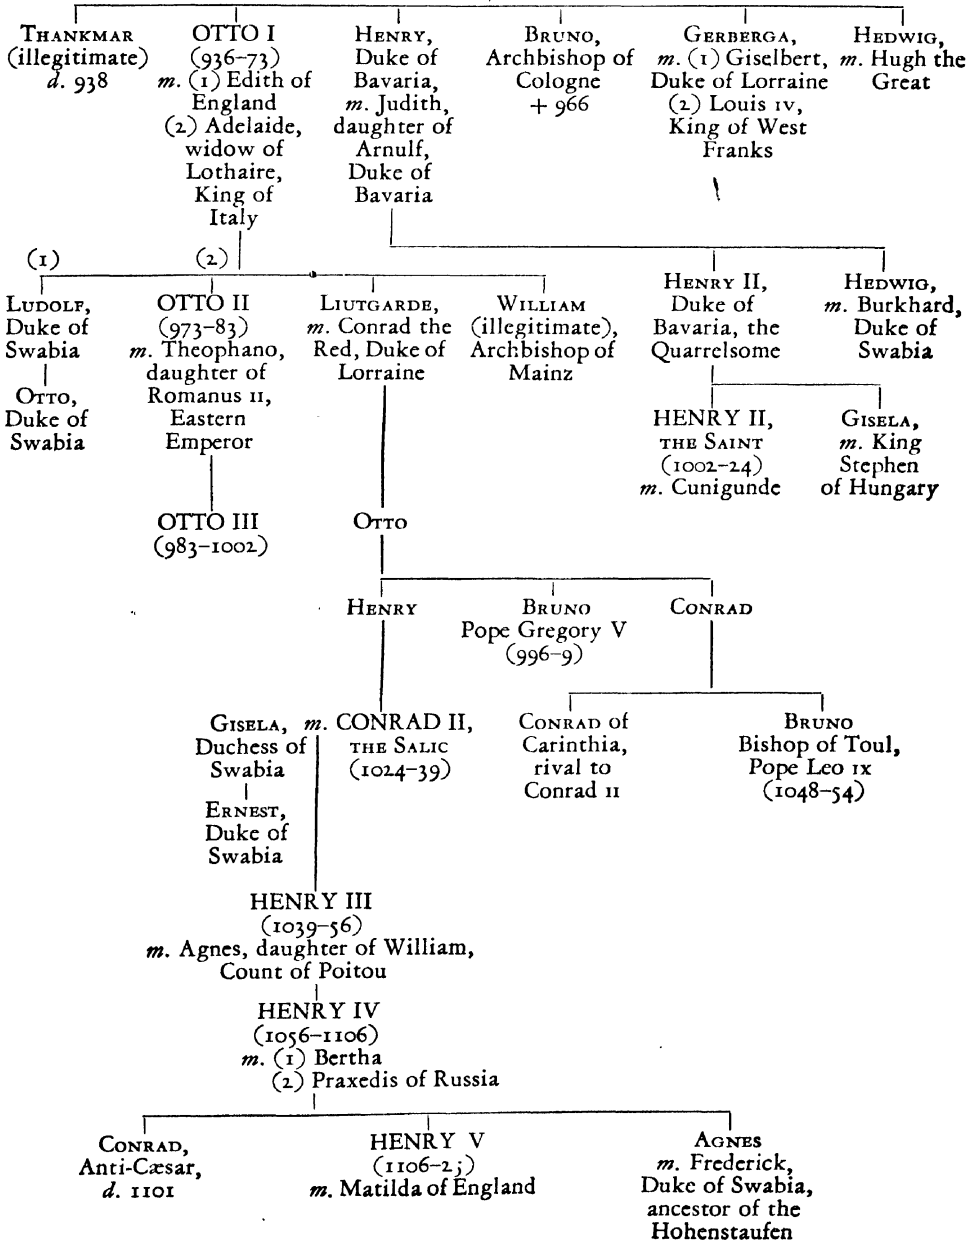 THANKMAR
(illegitimate)
d. 938
OTTO I
(936–73)
m. (1) Edith of
England
(2) Adelaide,
widow of
Lothaire,
King of
Italy
HENRY,
Duke of
Bavaria,
m. Judith,
daughter of
Arnulf,
Duke of
Bavaria
BRUNO,
Archbishop of
Cologne
+ 966
GERBERGA,
m. (1) Giselbert,
Duke of Lorraine
(2) Louis IV,
King of West
Franks
HEDWIG,
m. Hugh the
Great
(1)
(2)
LUDOLF,
Duke of
Swabia
OTTO,
Duke of
Swabia
OTTO II
(973–83)
m. Theophano,
daughter of
Romanus II,
Eastern
Emperor
OTTO III
(983–1002)
LIUTGARDE,
m. Conrad the
Red, Duke of
Lorraine
WILLIAM
(illegitimate),
Archbishop of
Mainz
HENRY II,
Duke of
Bavaria, the
Quarrelsome
HEDWIG,
m. Burkhard,
Duke of
Swabia
HENRY II,
THE SAINT
(1002–24)
m. Cunigunde
GISELA,
m. King
Stephen
of Hungary
OTTO
HENRY
BRUNO
Pope Gregory V
(996–9)
CONRAD
GISELA, m. CONRAD II,
Duchess of
Swabia
THE SALIC
(1024–39)
ERNEST,
Duke of
Swabia
CONRAD of
Carinthia,
rival to
Conrad II
BRUNO
Bishop of Toul,
Pope Leo IX
(1048–54)
HENRY III
(1039–56)
m. Agnes, daughter of William,
Count of Poitou
HENRY IV
(1056–1106)
m. (1) Bertha
(2) Praxedis of Russia
CONRAD,
Anti-Cæsar,
d. 1101
HENRY V
(1106–25)
m. Matilda of England
AGNES
m. Frederick,
Duke of Swabia,
ancestor of the
Hohenstaufen